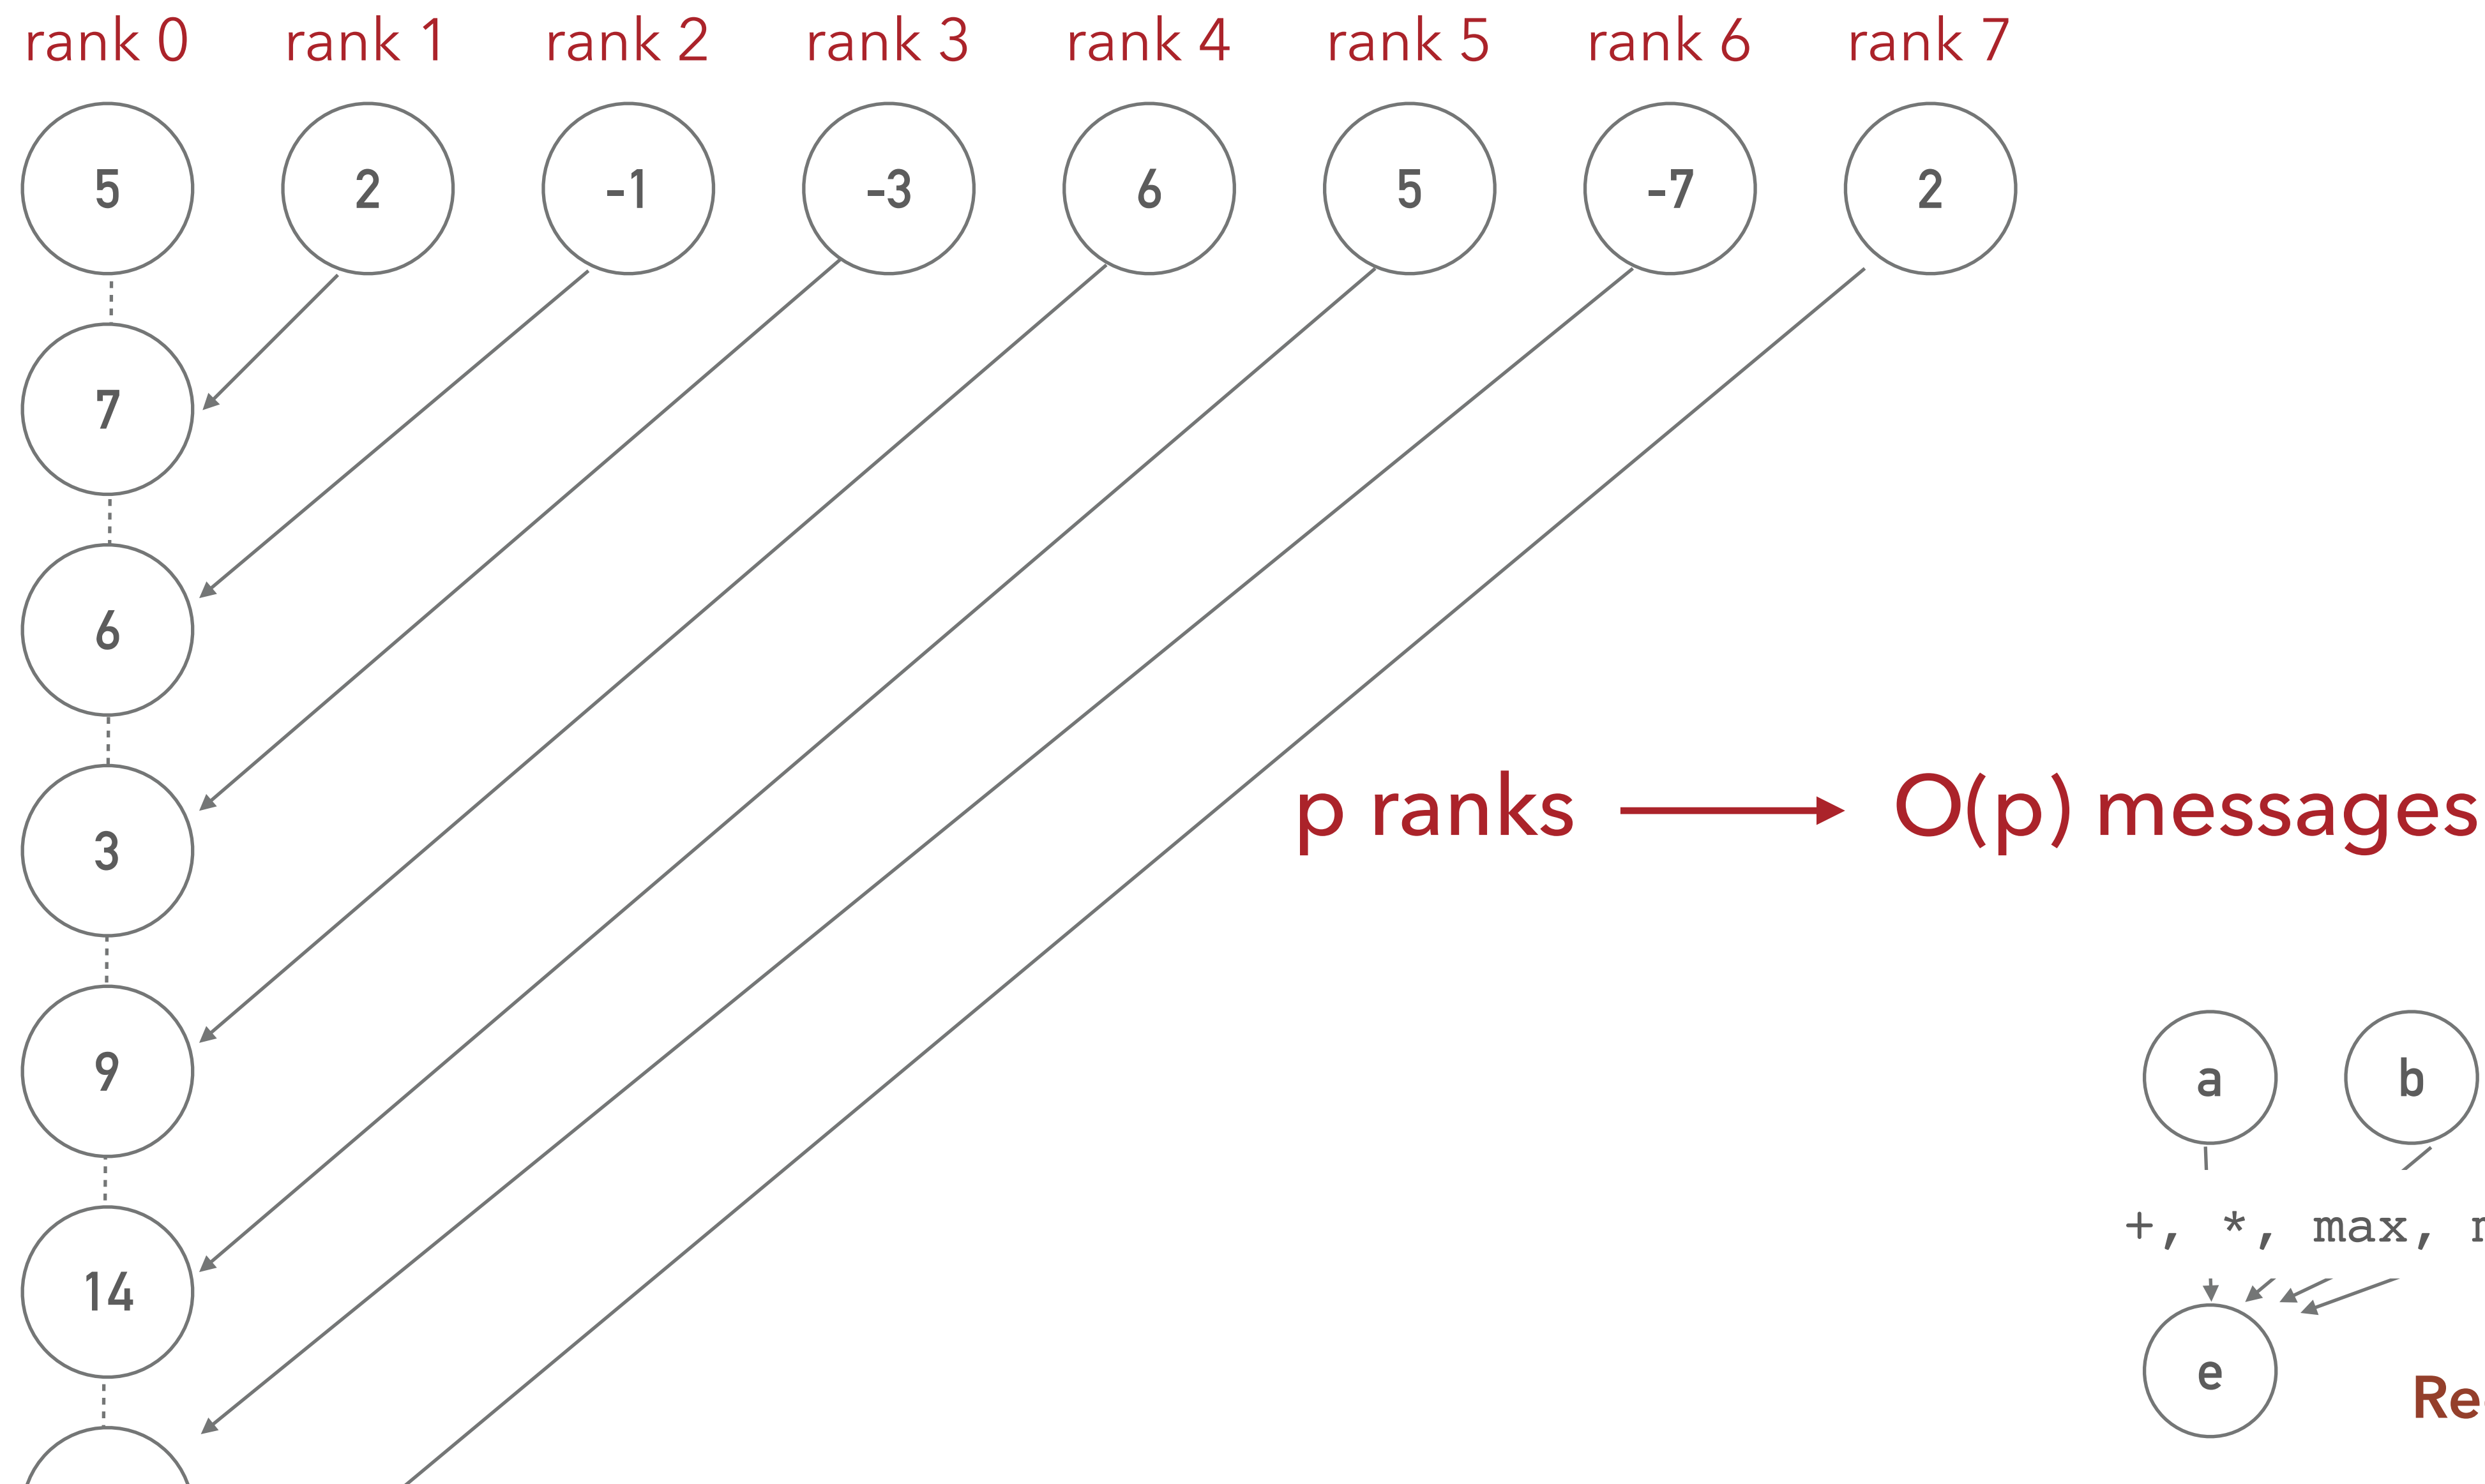 rank 0 rank 1 rank 2 rank 3 rank 4 rank 5 rank 6 rank 7
5 2 -1 -3 6 5 -7 2
7
6
3
p ranks O(p) messages
9
a b
+, *, max,
14
e